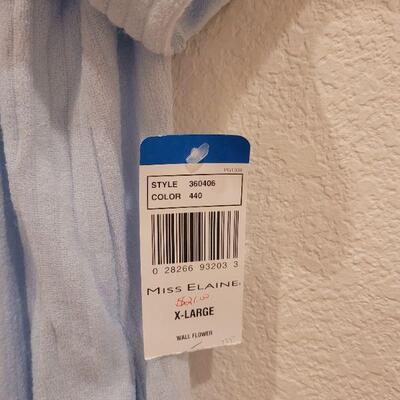 STYLE 360406
COLOR 440
0 28266 93203 3
MISS ELAINE
X-LARGE
WALL FLOWER